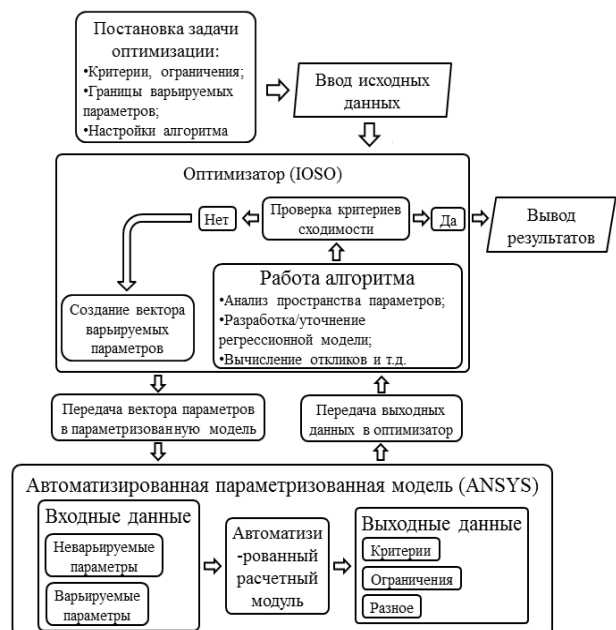 Постановка задачи
оптимизации:
•Критерии, ограничения;
•Границы варьируемых
параметров;
•Настройки алгоритма
Ввод исходных
данных
Оптимизатор (IOSO)
Нет
Проверка критериев
сходимости
Да
Вывод
результатов
Работа алгоритма
•Анализ пространства параметров;
•Разработка/уточнение
регрессионной модели;
•Вычисление откликов и т.д.
Создание вектора
варьируемых
параметров
Передача вектора параметров
в параметризованную модель
Передача выходных
данных в оптимизатор
Автоматизированная параметризованная модель (ANSYS)
Входные данные
Неварьируемые
параметры
Варьируемые
параметры
Автоматизи
-рованный
расчетный
модуль
Выходные данные
Критерии
Ограничения
Разное